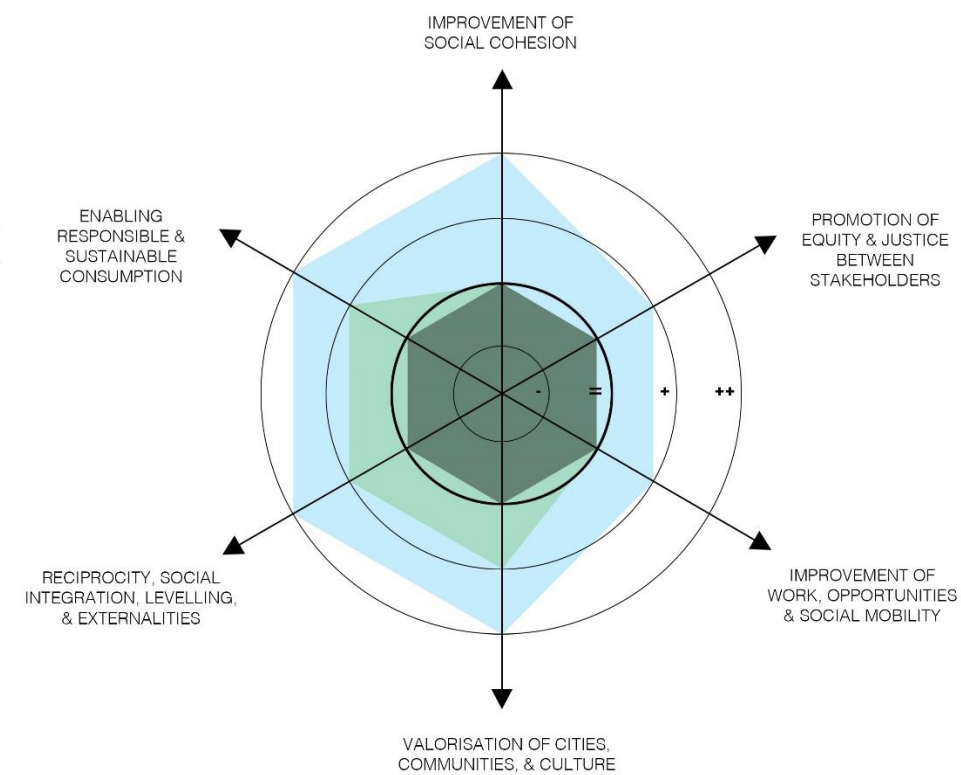 IMPROVEMENT OF
SOCIAL COHESION
ENABLING
RESPONSIBLE &
SUSTAINABLE
CONSUMPTION
PROMOTION OF
EQUITY & JUSTICE
BETWEEN
STAKEHOLDERS
- = + ++
RECIPROCITY, SOCIAL
INTEGRATION, LEVELLING,
& EXTERNALITIES
IMPROVEMENT OF
WORK, OPPORTUNITIES
& SOCIAL MOBILITY
VALORISATION OF CITIES,
COMMUNITIES, & CULTURE